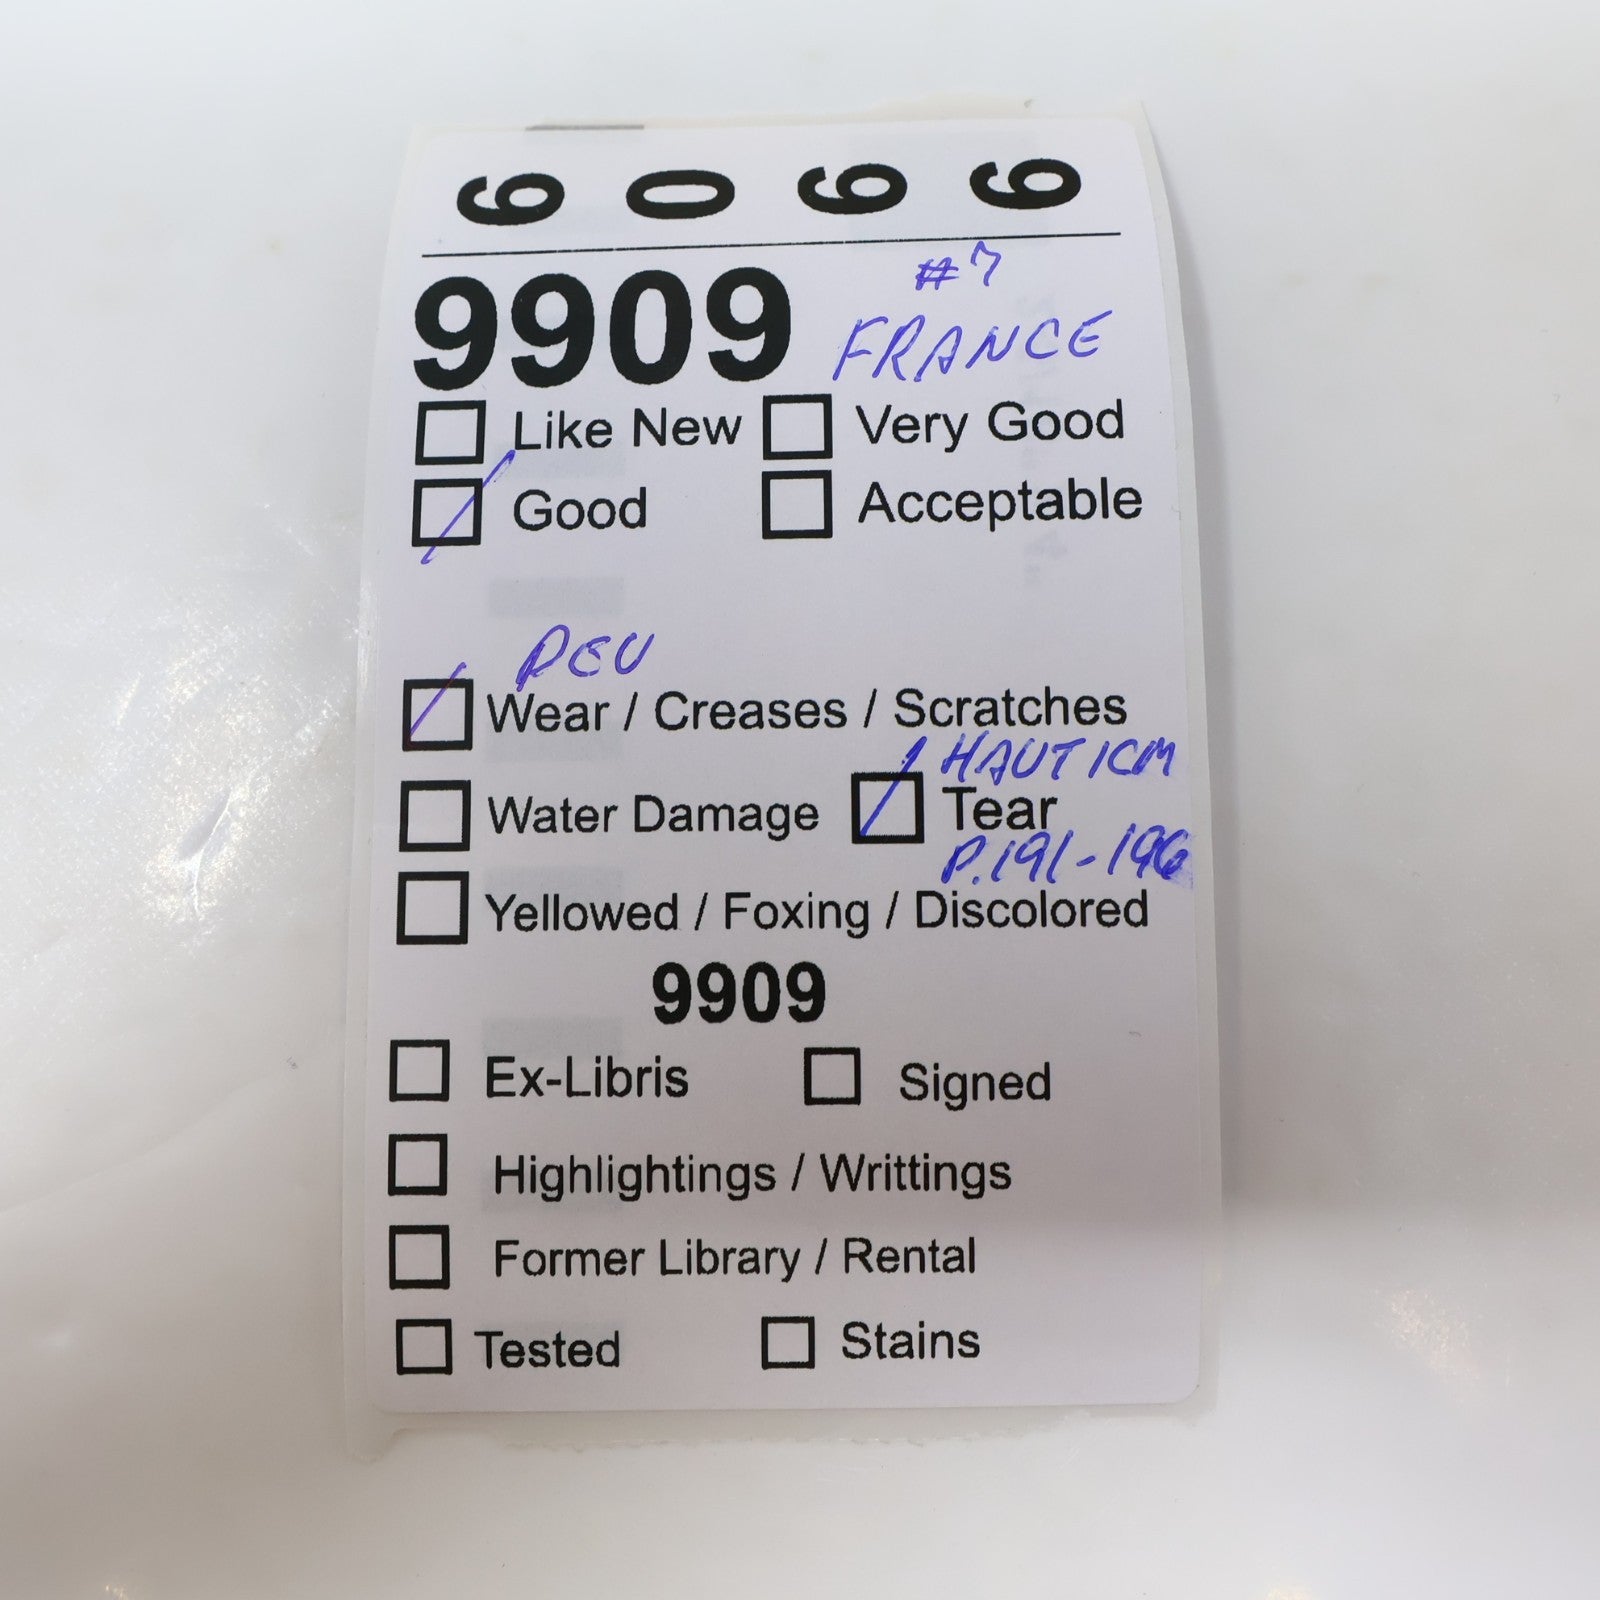 9909
#7
9909 FRANCE
Like New Very Good
Good Acceptable
PEU
Wear / Creases / Scratches
HAUT 1CM
Water Damage Tear
P.191-196
Yellowed / Foxing / Discolored
9909
Ex-Libris Signed
Highlightings / Writtings
Former Library / Rental
Tested Stains